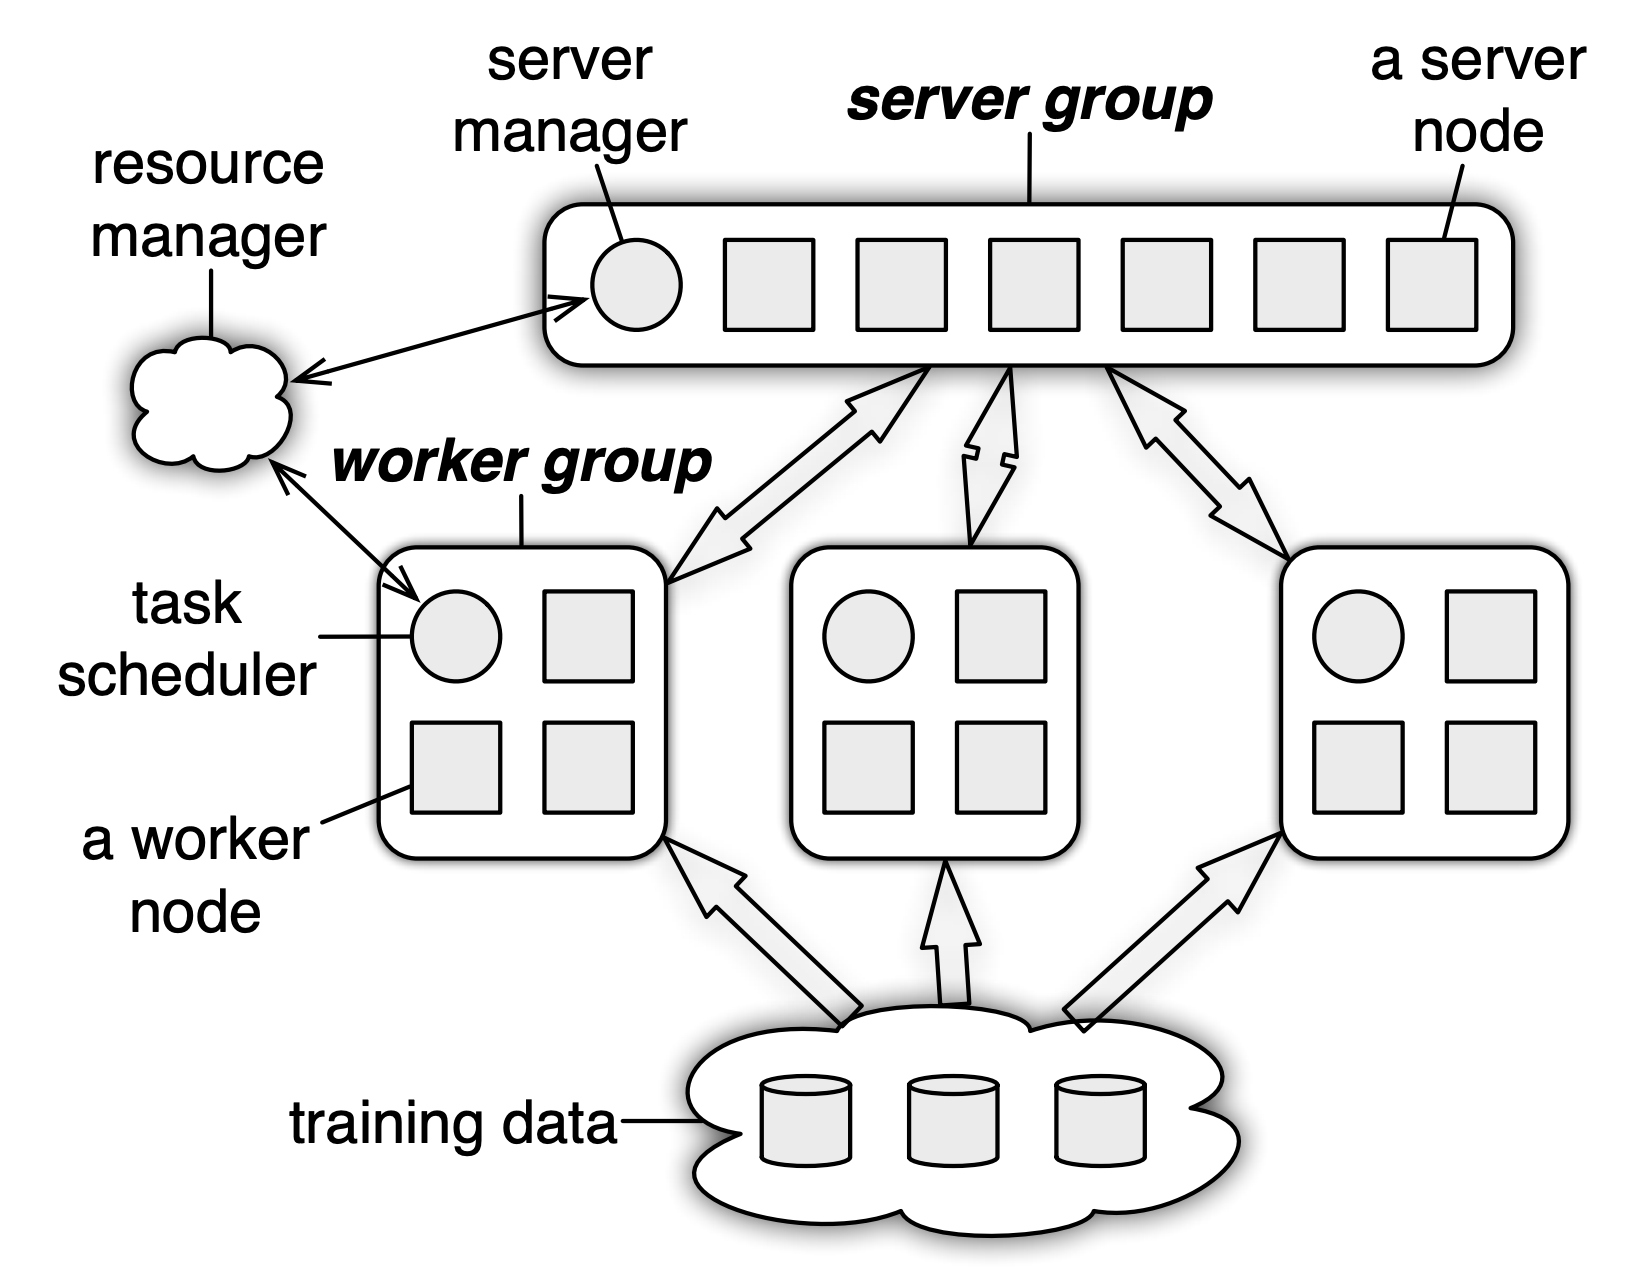 server
manager
server group
a server
node
resource
manager
worker group
task
scheduler
a worker
node
training data